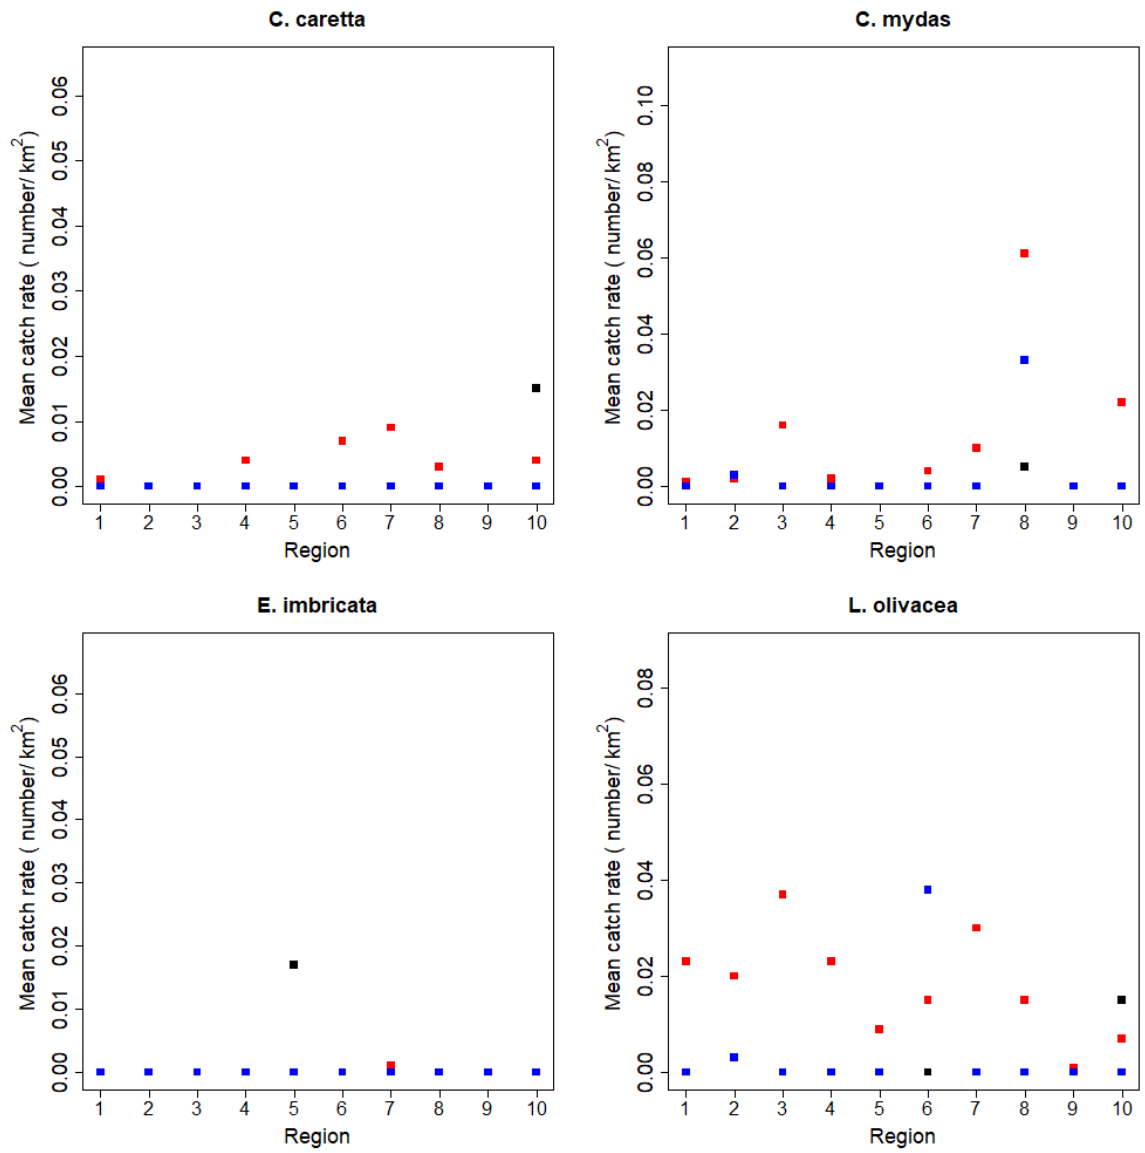 C. caretta
Mean catch rate ( number/ km²)
0.06
0.05
0.04
0.03
0.02
0.01
0.00
1 2 3 4 5 6 7 8 9 10
Region
C. mydas
Mean catch rate ( number/ km²)
0.10
0.08
0.06
0.04
0.02
0.00
1 2 3 4 5 6 7 8 9 10
Region
E. imbricata
Mean catch rate ( number/ km²)
0.06
0.05
0.04
0.03
0.02
0.01
0.00
1 2 3 4 5 6 7 8 9 10
Region
L. olivacea
Mean catch rate ( number/ km²)
0.08
0.06
0.04
0.02
0.00
1 2 3 4 5 6 7 8 9 10
Region